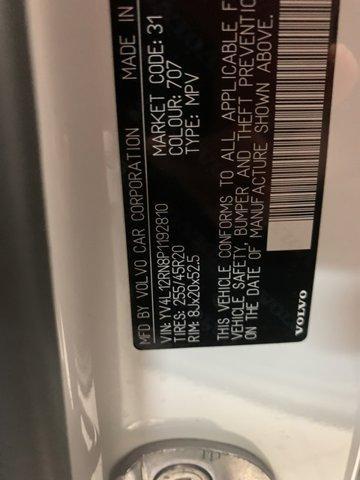 MFD BY VOLVO CAR CORPORATION MADE IN
VIN: YV4L12RN8P1192810 MARKET CODE: 31
TIRES: 255/45R20 COLOUR: 707
RIM: 8Jx20x52.5 TYPE: MPV
THIS VEHICLE CONFORMS TO ALL APPLICABLE F
VEHICLE SAFETY, BUMPER AND THEFT PREVENTI
ON THE DATE OF MANUFACTURE SHOWN ABOVE.
VOLVO